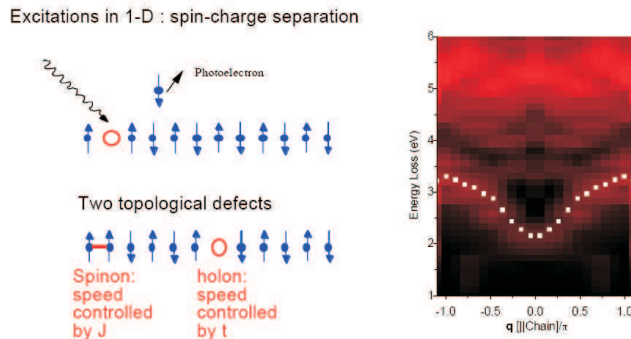 Excitations in 1-D : spin-charge separation
Photoelectron
Two topological defects
Spinon:
speed
controlled
by J
holon:
speed
controlled
by t
Energy Loss (eV)
6
5
4
3
2
1
-1.0
-0.5
0.0
0.5
1.0
q [||Chain]/π